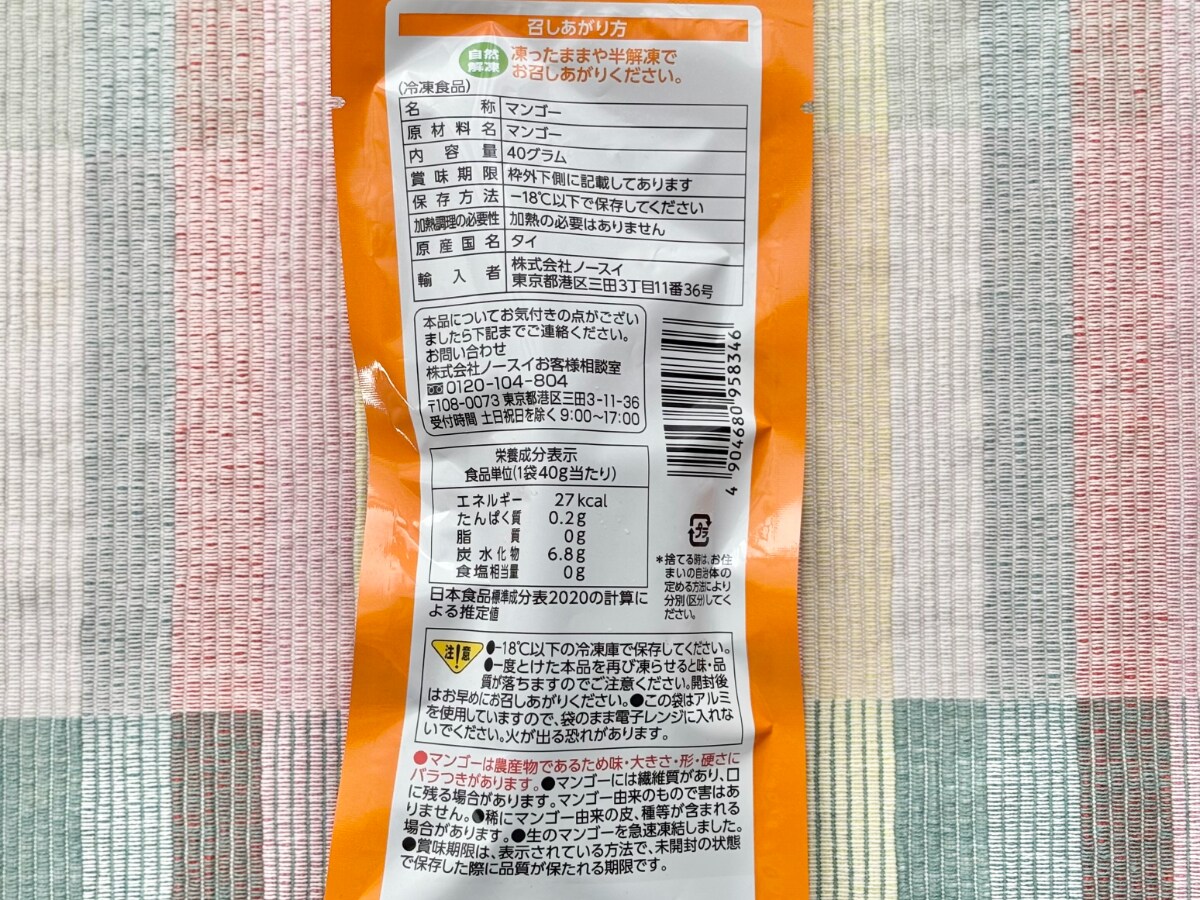 召しあがり方
自然
解凍
凍ったままや半解凍で
お召しあがりください。
(冷凍食品)
名称 マンゴー
原材料名 マンゴー
内容量 40グラム
賞味期限 枠外下側に記載してあります
保存方法 −18℃以下で保存してください
加熱調理の必要性 加熱の必要はありません
原産国名 タイ
輸入者 株式会社ノースイ
東京都港区三田3丁目11番36号
本品についてお気付きの点がござい
ましたら下記までご連絡ください。
お問い合わせ
株式会社ノースイお客様相談室
0120-104-804
〒108-0073 東京都港区三田3-11-36
受付時間 土日祝日を除く 9:00〜17:00
4 904680 958346
栄養成分表示
食品単位(1袋40g当たり)
エネルギー 27kcal
たんぱく質 0.2g
脂質 0g
炭水化物 6.8g
食塩相当量 0g
日本食品標準成分表2020の計算に
よる推定値
プラ
*捨てる時は、お住
まいの自治体の
定める方法により
分別(区分)してく
ださい。
注!意
●−18℃以下の冷凍庫で保存してください。
●一度とけた本品を再び凍らせると味・品
質が落ちますのでご注意ください。開封後
はお早めにお召しあがりください。●この袋はアルミ
を使用していますので、袋のまま電子レンジに入れな
いでください。火が出る恐れがあります。
●マンゴーは農産物であるため味・大きさ・形・硬さに
バラつきがあります。●マンゴーには繊維質があり、口
に残る場合があります。マンゴー由来のもので害はあ
りません。●稀にマンゴー由来の皮、種等が含まれる
場合があります。●生のマンゴーを急速凍結しました。
●賞味期限は、表示されている方法で、未開封の状態
で保存した際に品質が保たれる期限です。